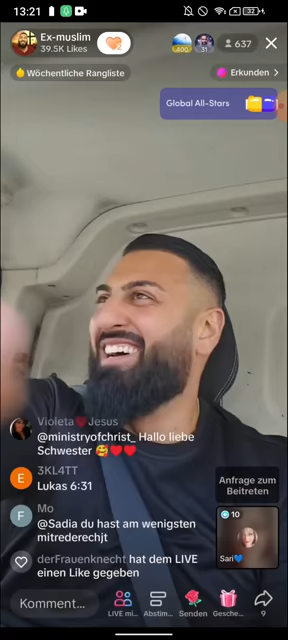 13:21
Ex-muslim
39.5K Likes
400
31
637
Wöchentliche Rangliste
Erkunden
Global All-Stars
Violeta❤️Jesus
@ministryofchrist_ Hallo liebe
Schwester 🥰❤️❤️
3KL4TT
E
Lukas 6:31
Anfrage zum
Beitreten
Mo
F
@Sadia du hast am wenigsten
mitrederechjt
10
Sari💙
derFrauenknecht hat dem LIVE
einen Like gegeben
Komment...
LIVE mi...
Abstim...
Senden
Gesche...
9